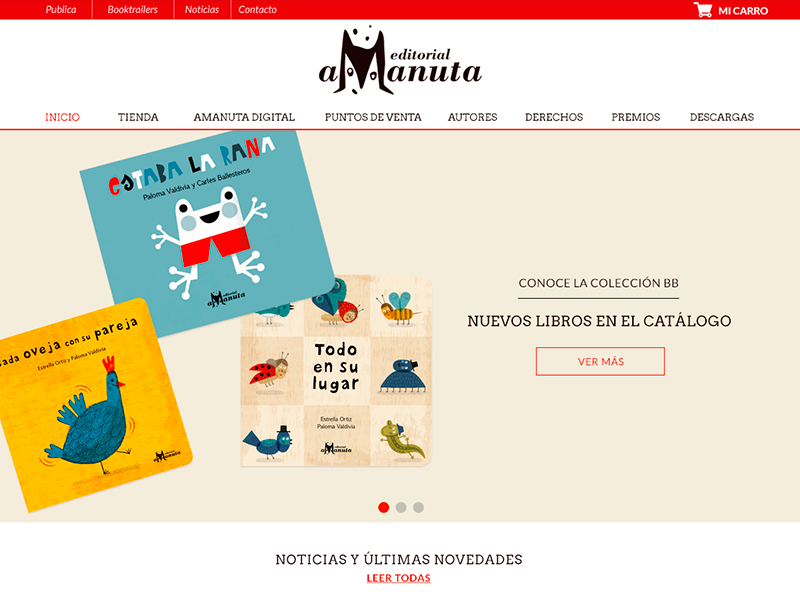 Publica
Booktrailers
Noticias
Contacto
MI CARRO
editorial
aManuta
INICIO
TIENDA
AMANUTA DIGITAL
PUNTOS DE VENTA
AUTORES
DERECHOS
PREMIOS
DESCARGAS
ESTABA LA RANA
Paloma Valdivia y Carles Ballesteros
editorial
aManuta
oveja con su pareja
Estrella Ortiz y Paloma Valdivia
editorial
aManuta
Todo
en su
lugar
Estrella Ortiz
Paloma Valdivia
editorial
aManuta
CONOCE LA COLECCIÓN BB
NUEVOS LIBROS EN EL CATÁLOGO
VER MÁS
NOTICIAS Y ÚLTIMAS NOVEDADES
LEER TODAS